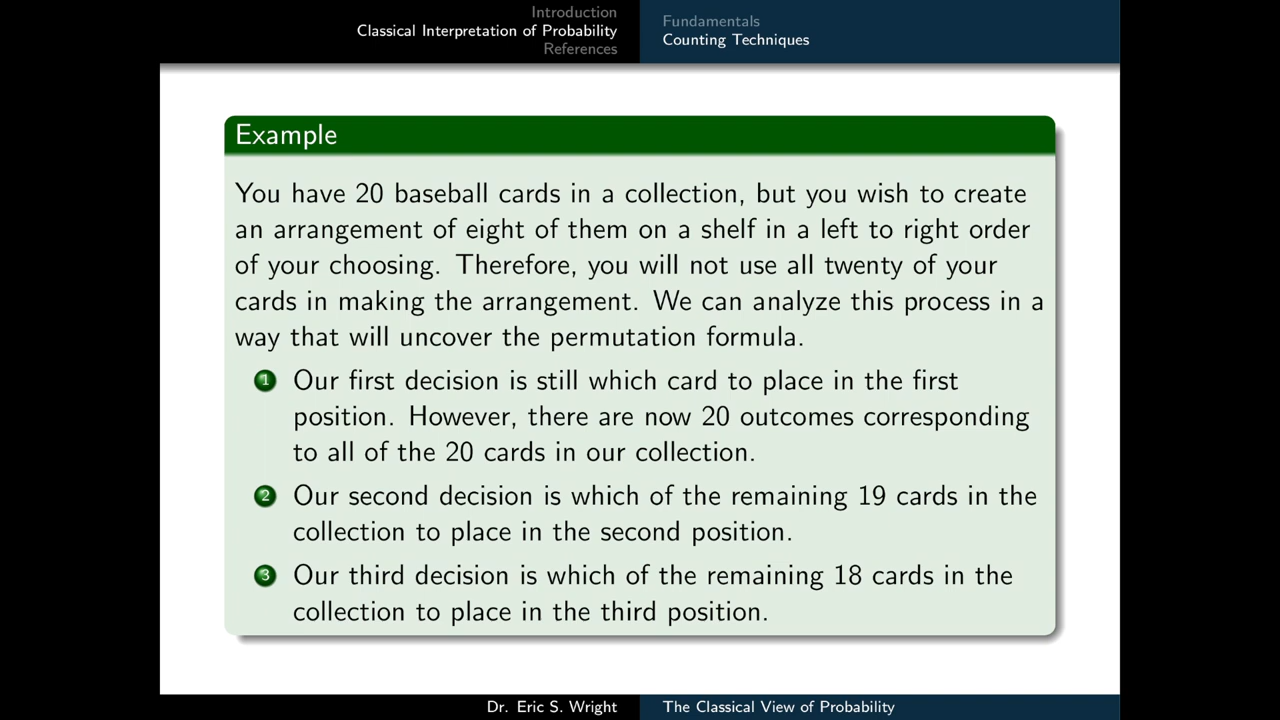 Introduction
Classical Interpretation of Probability
References
Fundamentals
Counting Techniques
Example
You have 20 baseball cards in a collection, but you wish to create
an arrangement of eight of them on a shelf in a left to right order
of your choosing. Therefore, you will not use all twenty of your
cards in making the arrangement. We can analyze this process in a
way that will uncover the permutation formula.
1 Our first decision is still which card to place in the first
position. However, there are now 20 outcomes corresponding
to all of the 20 cards in our collection.
2 Our second decision is which of the remaining 19 cards in the
collection to place in the second position.
3 Our third decision is which of the remaining 18 cards in the
collection to place in the third position.
Dr. Eric S. Wright
The Classical View of Probability